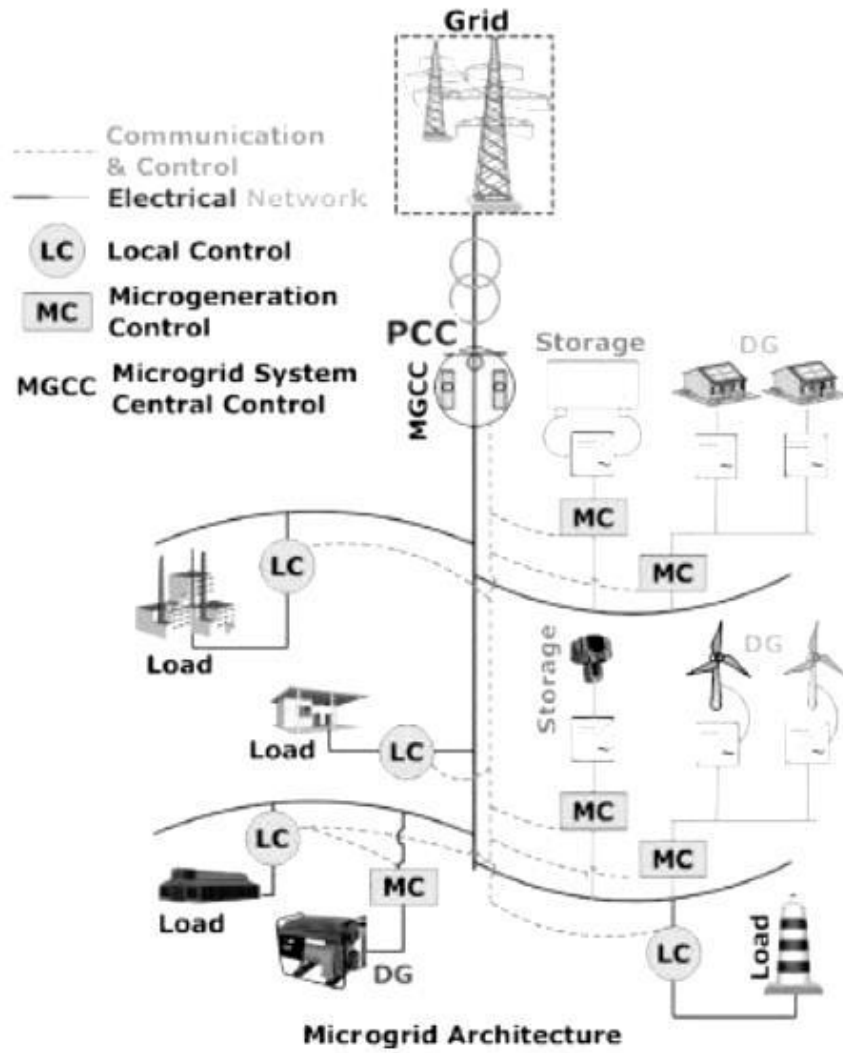 Grid
Communication
& Control
Electrical Network
LC Local Control
MC Microgeneration
Control
MGCC Microgrid System
Central Control
PCC
MGCC
Storage
DG
~
~
~
MC
MC
LC
Load
Storage
DG
Load
LC
MC
MC
LC
MC
Load
DG
LC
Load
Microgrid Architecture